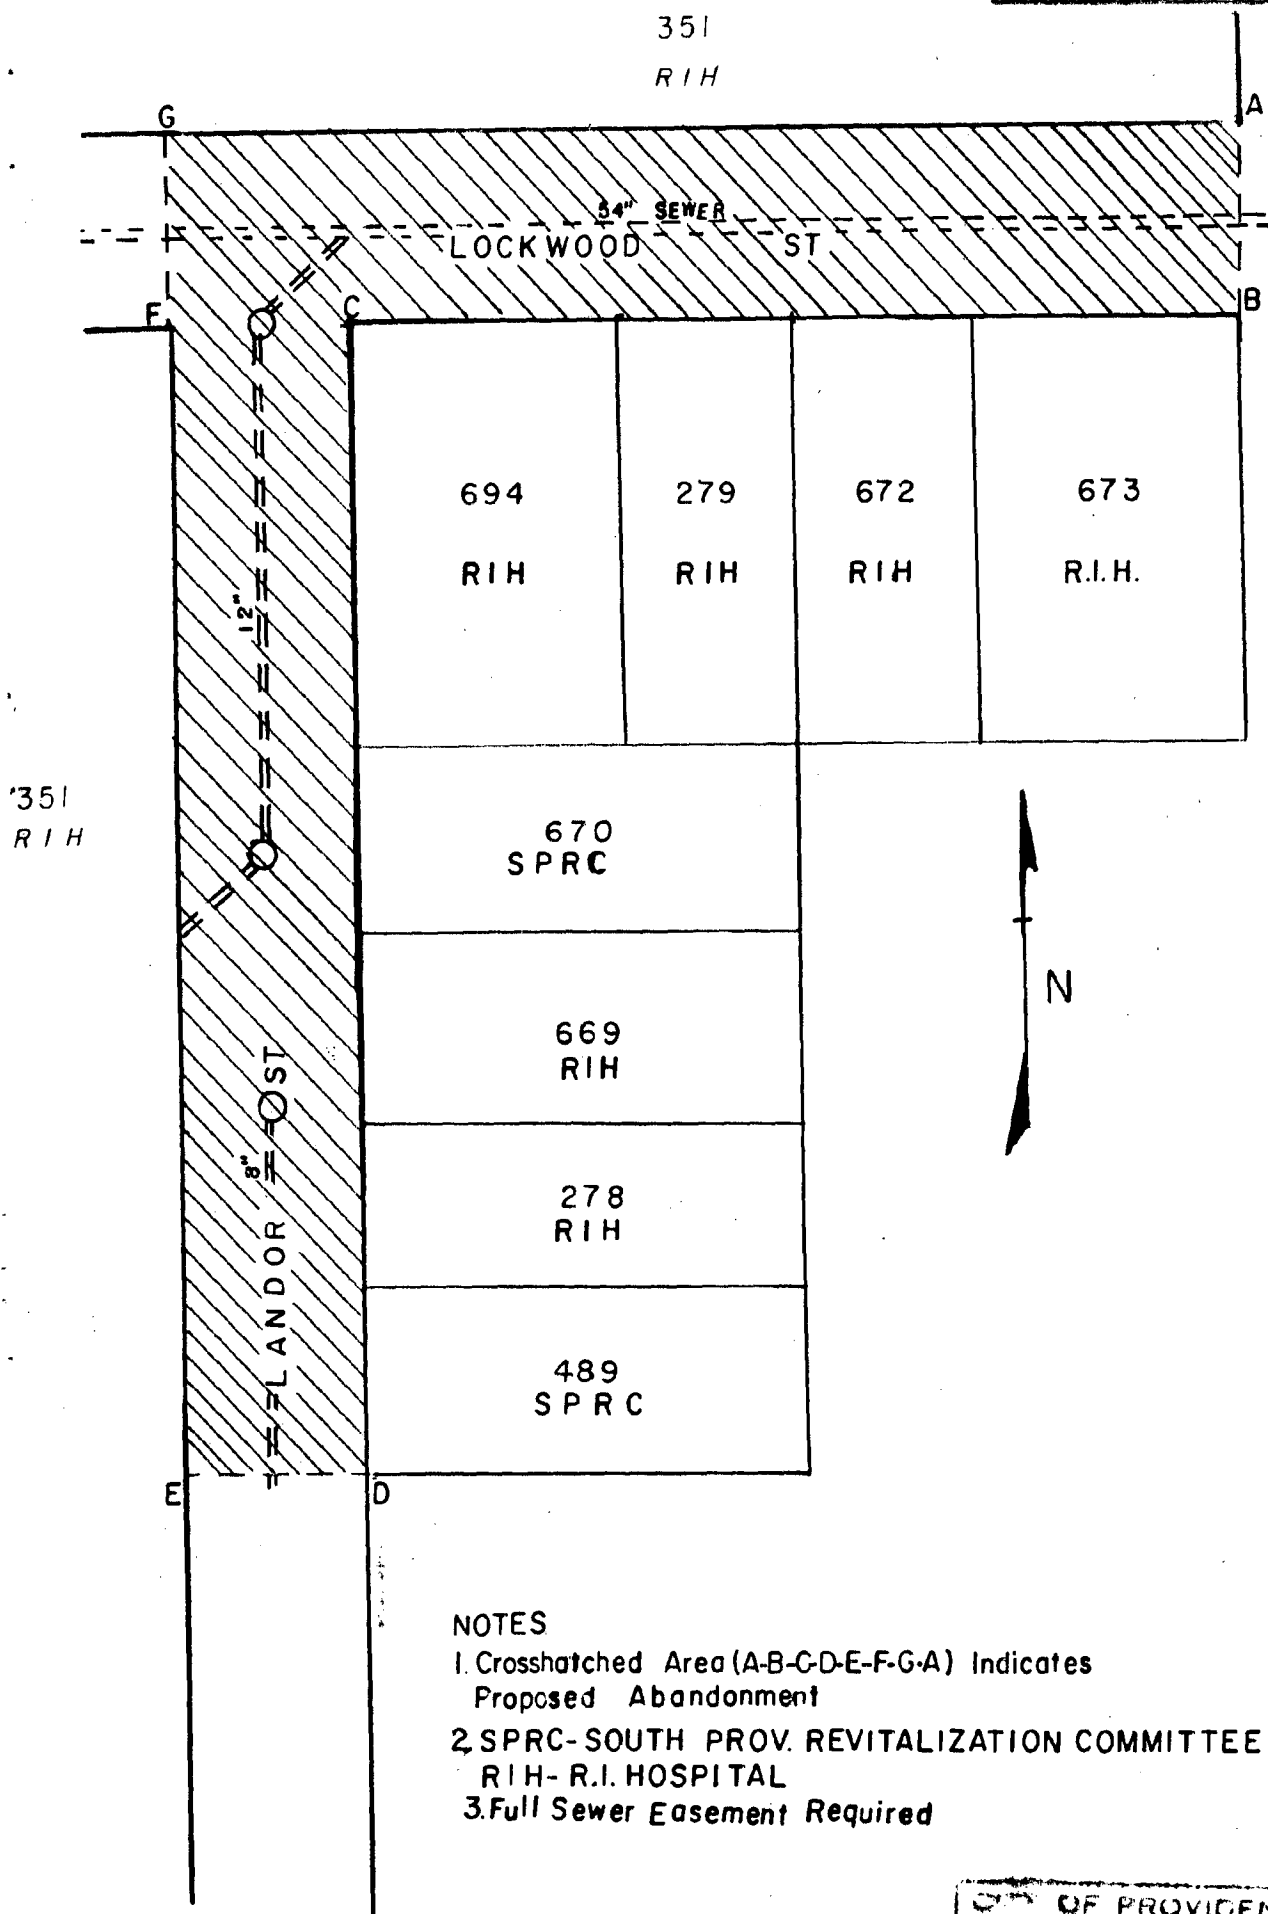 351
RIH
G
A
54" SEWER
LOCKWOOD ST
F
C
B
694
RIH
279
RIH
672
RIH
673
R.I.H.
12"
351
RIH
670
SPRC
N
669
RIH
LANDOR ST
8"
278
RIH
489
SPRC
E
D
NOTES
1. Crosshatched Area (A-B-C-D-E-F-G-A) Indicates
Proposed Abandonment
2. SPRC-SOUTH PROV. REVITALIZATION COMMITTEE
RIH-R.I. HOSPITAL
3. Full Sewer Easement Required
OF PROVIDEN